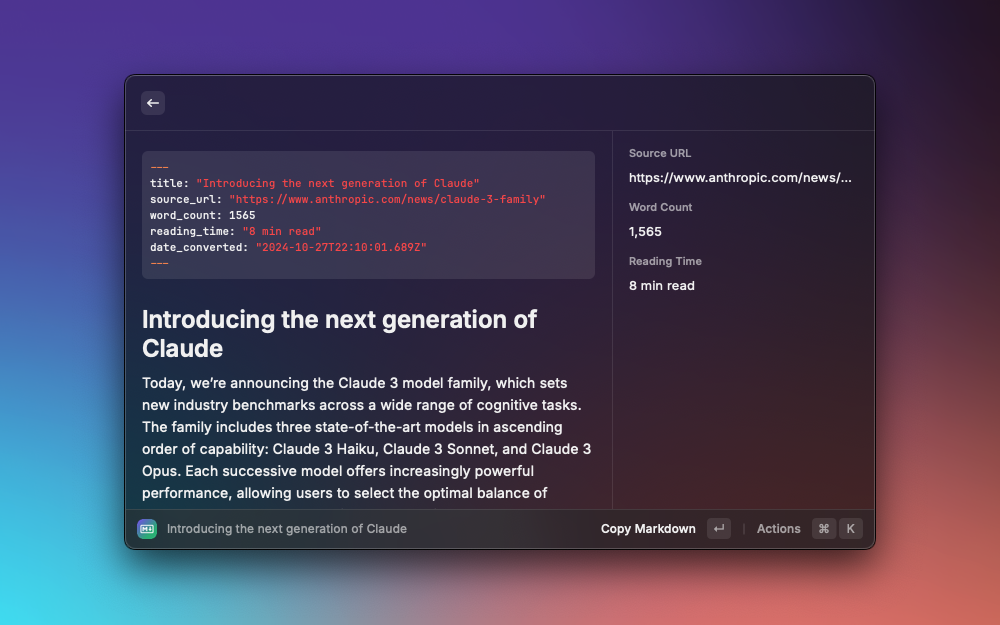 ---
title: "Introducing the next generation of Claude"
source_url: "https://www.anthropic.com/news/claude-3-family"
word_count: 1565
reading_time: "8 min read"
date_converted: "2024-10-27T22:10:01.689Z"
---
Introducing the next generation of
Claude
Today, we’re announcing the Claude 3 model family, which sets
new industry benchmarks across a wide range of cognitive tasks.
The family includes three state-of-the-art models in ascending
order of capability: Claude 3 Haiku, Claude 3 Sonnet, and Claude 3
Opus. Each successive model offers increasingly powerful
performance, allowing users to select the optimal balance of
Source URL
https://www.anthropic.com/news/...
Word Count
1,565
Reading Time
8 min read
Introducing the next generation of Claude
Copy Markdown ↵ | Actions ⌘ K